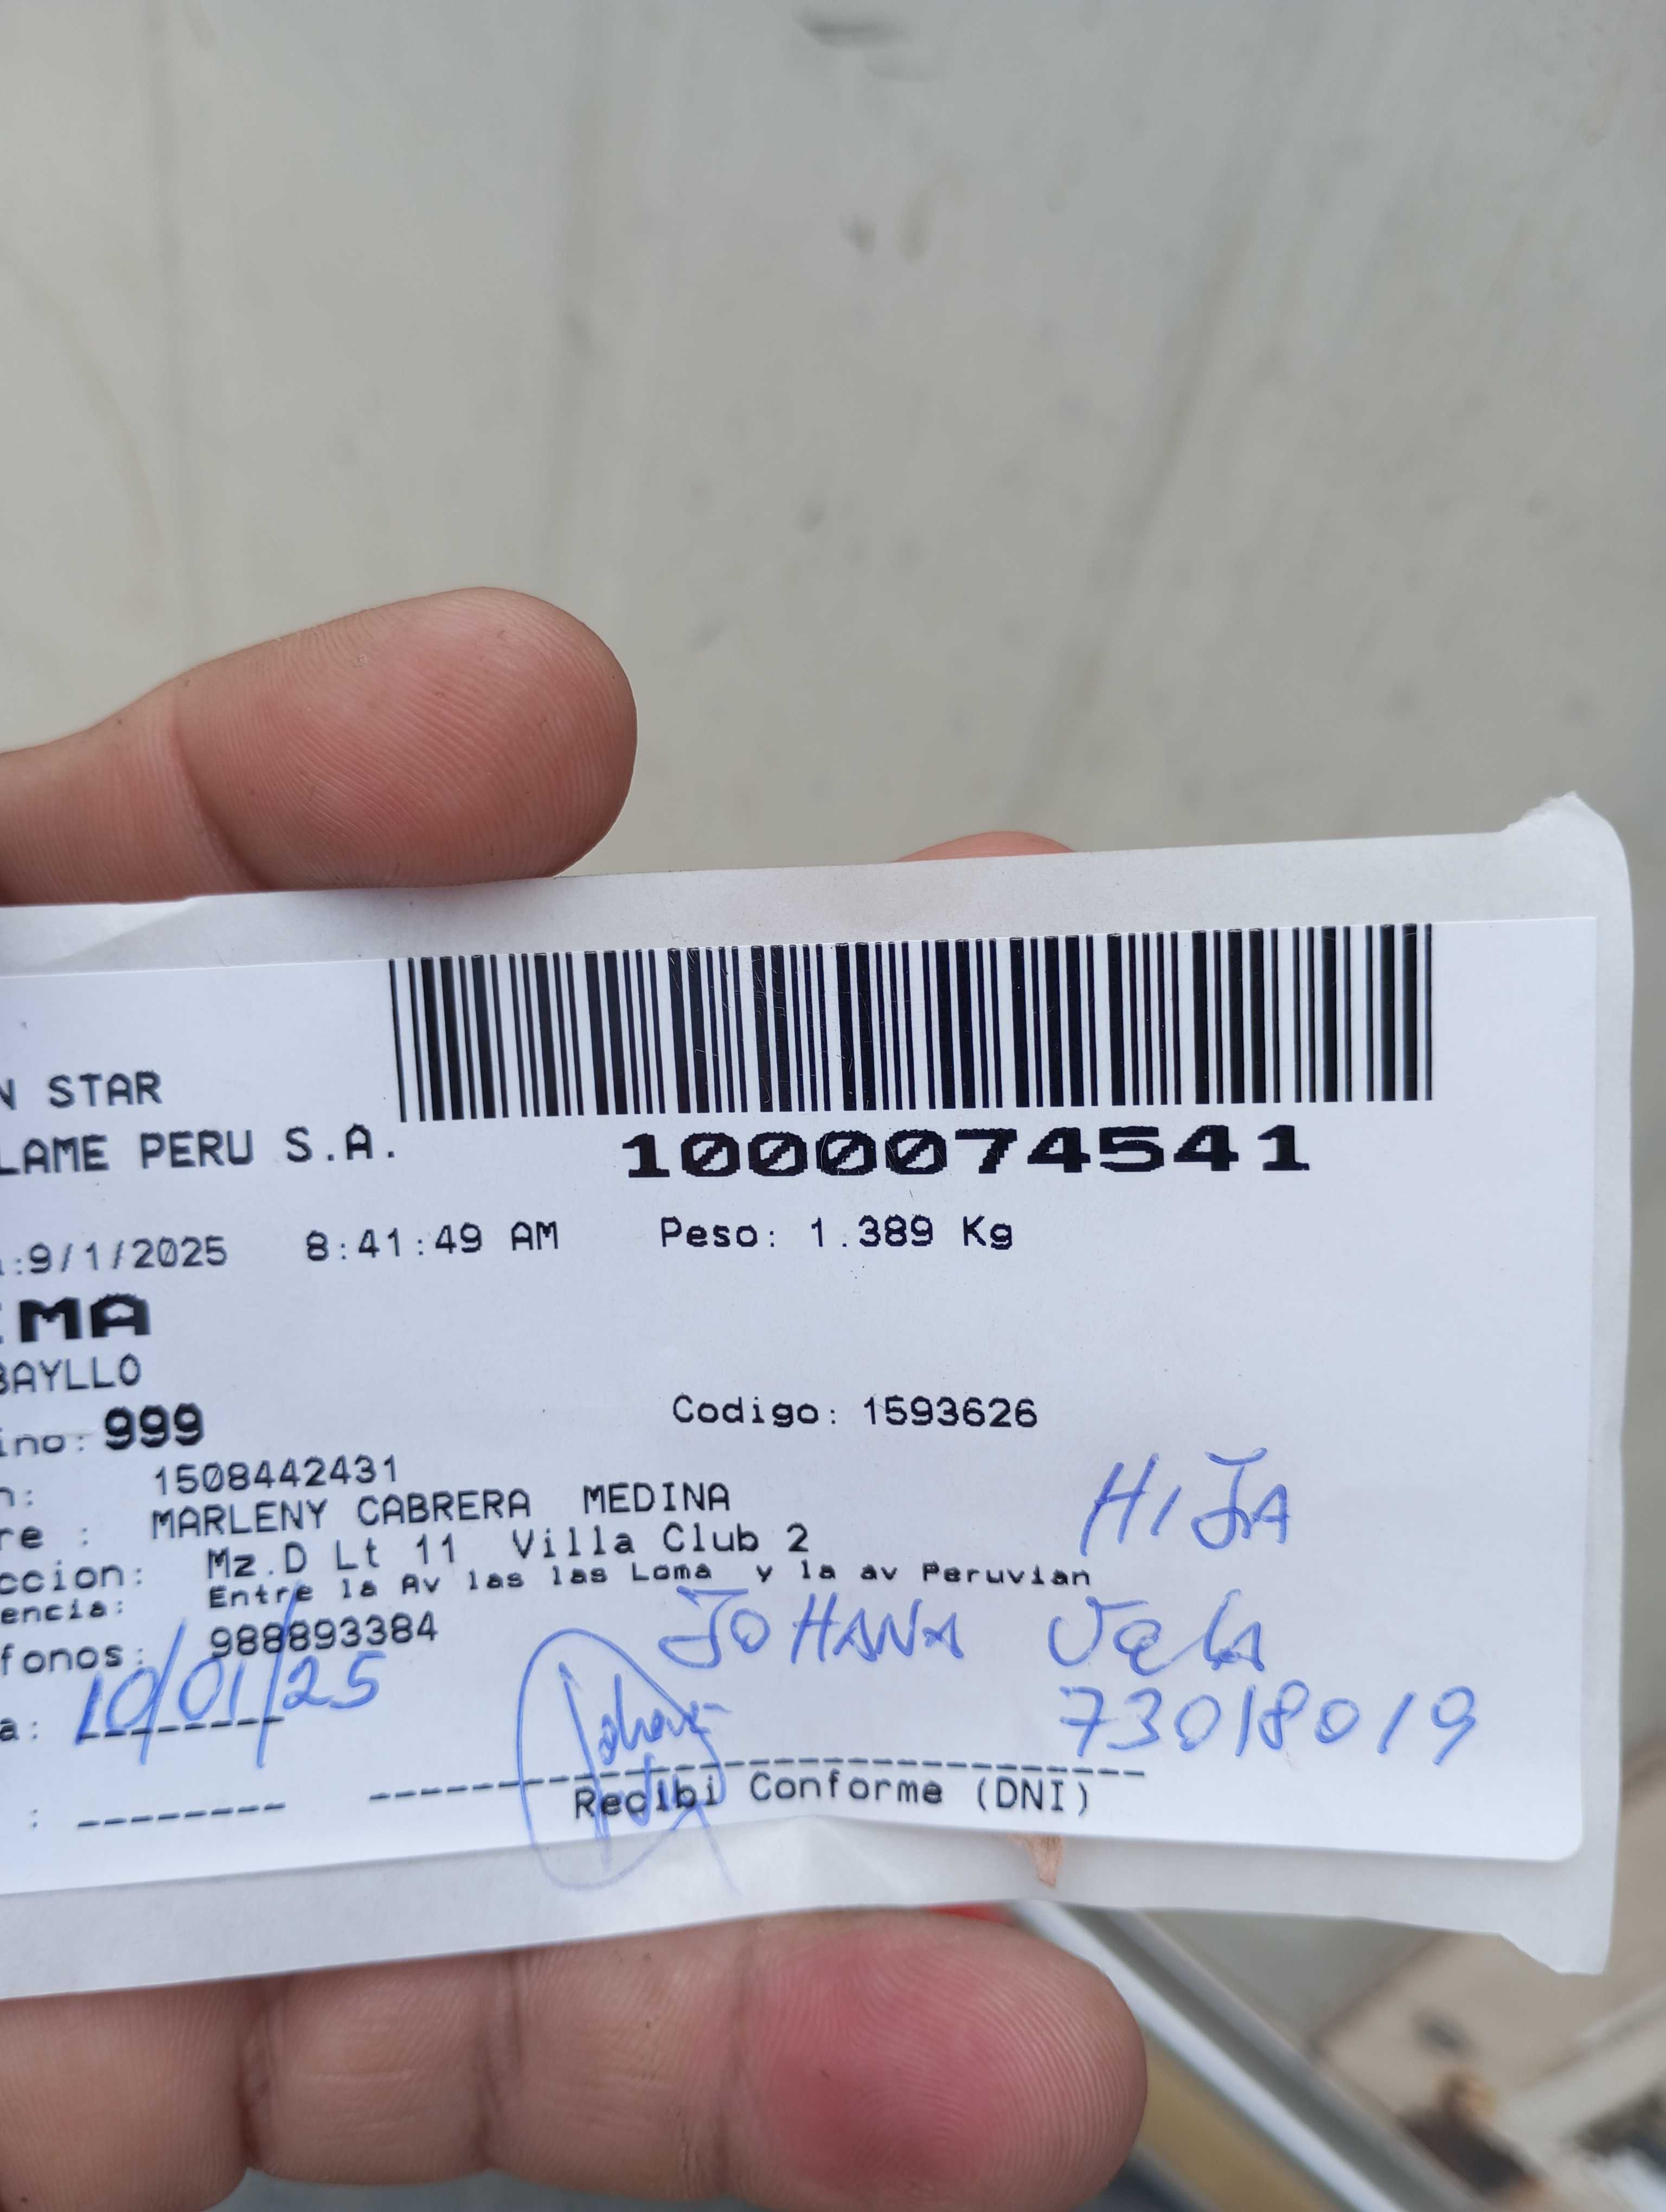 N STAR
LAME PERU S.A.
1000074541
:9/1/2025 8:41:49 AM Peso: 1.389 Kg
IMA
BAYLLO
ino: 999 Codigo: 1593626
n: 1508442431
re : MARLENY CABRERA MEDINA
HIJA
ccion: Mz.D Lt 11 Villa Club 2
encia: Entre la Av las las Loma y la av Peruvian
fonos: 988893384
JOHANA Vela
a: 10/01/25
73018019
Recibi Conforme (DNI)
: